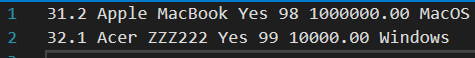 1 31.2 Apple MacBook Yes 98 1000000.00 MacOS
2 32.1 Acer ZZZ222 Yes 99 10000.00 Windows